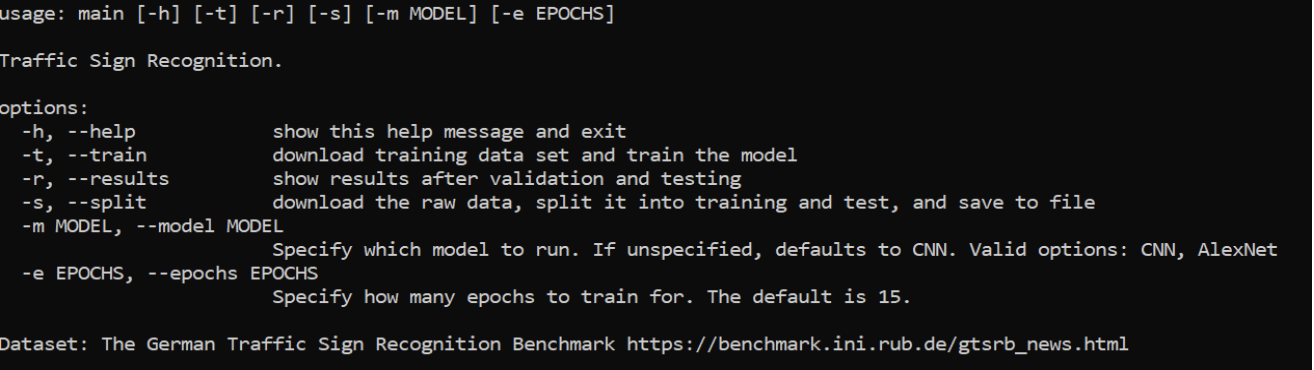 usage: main [-h] [-t] [-r] [-s] [-m MODEL] [-e EPOCHS]
Traffic Sign Recognition.
options:
-h, --help show this help message and exit
-t, --train download training data set and train the model
-r, --results show results after validation and testing
-s, --split download the raw data, split it into training and test, and save to file
-m MODEL, --model MODEL
Specify which model to run. If unspecified, defaults to CNN. Valid options: CNN, AlexNet
-e EPOCHS, --epochs EPOCHS
Specify how many epochs to train for. The default is 15.
Dataset: The German Traffic Sign Recognition Benchmark https://benchmark.ini.rub.de/gtsrb_news.html